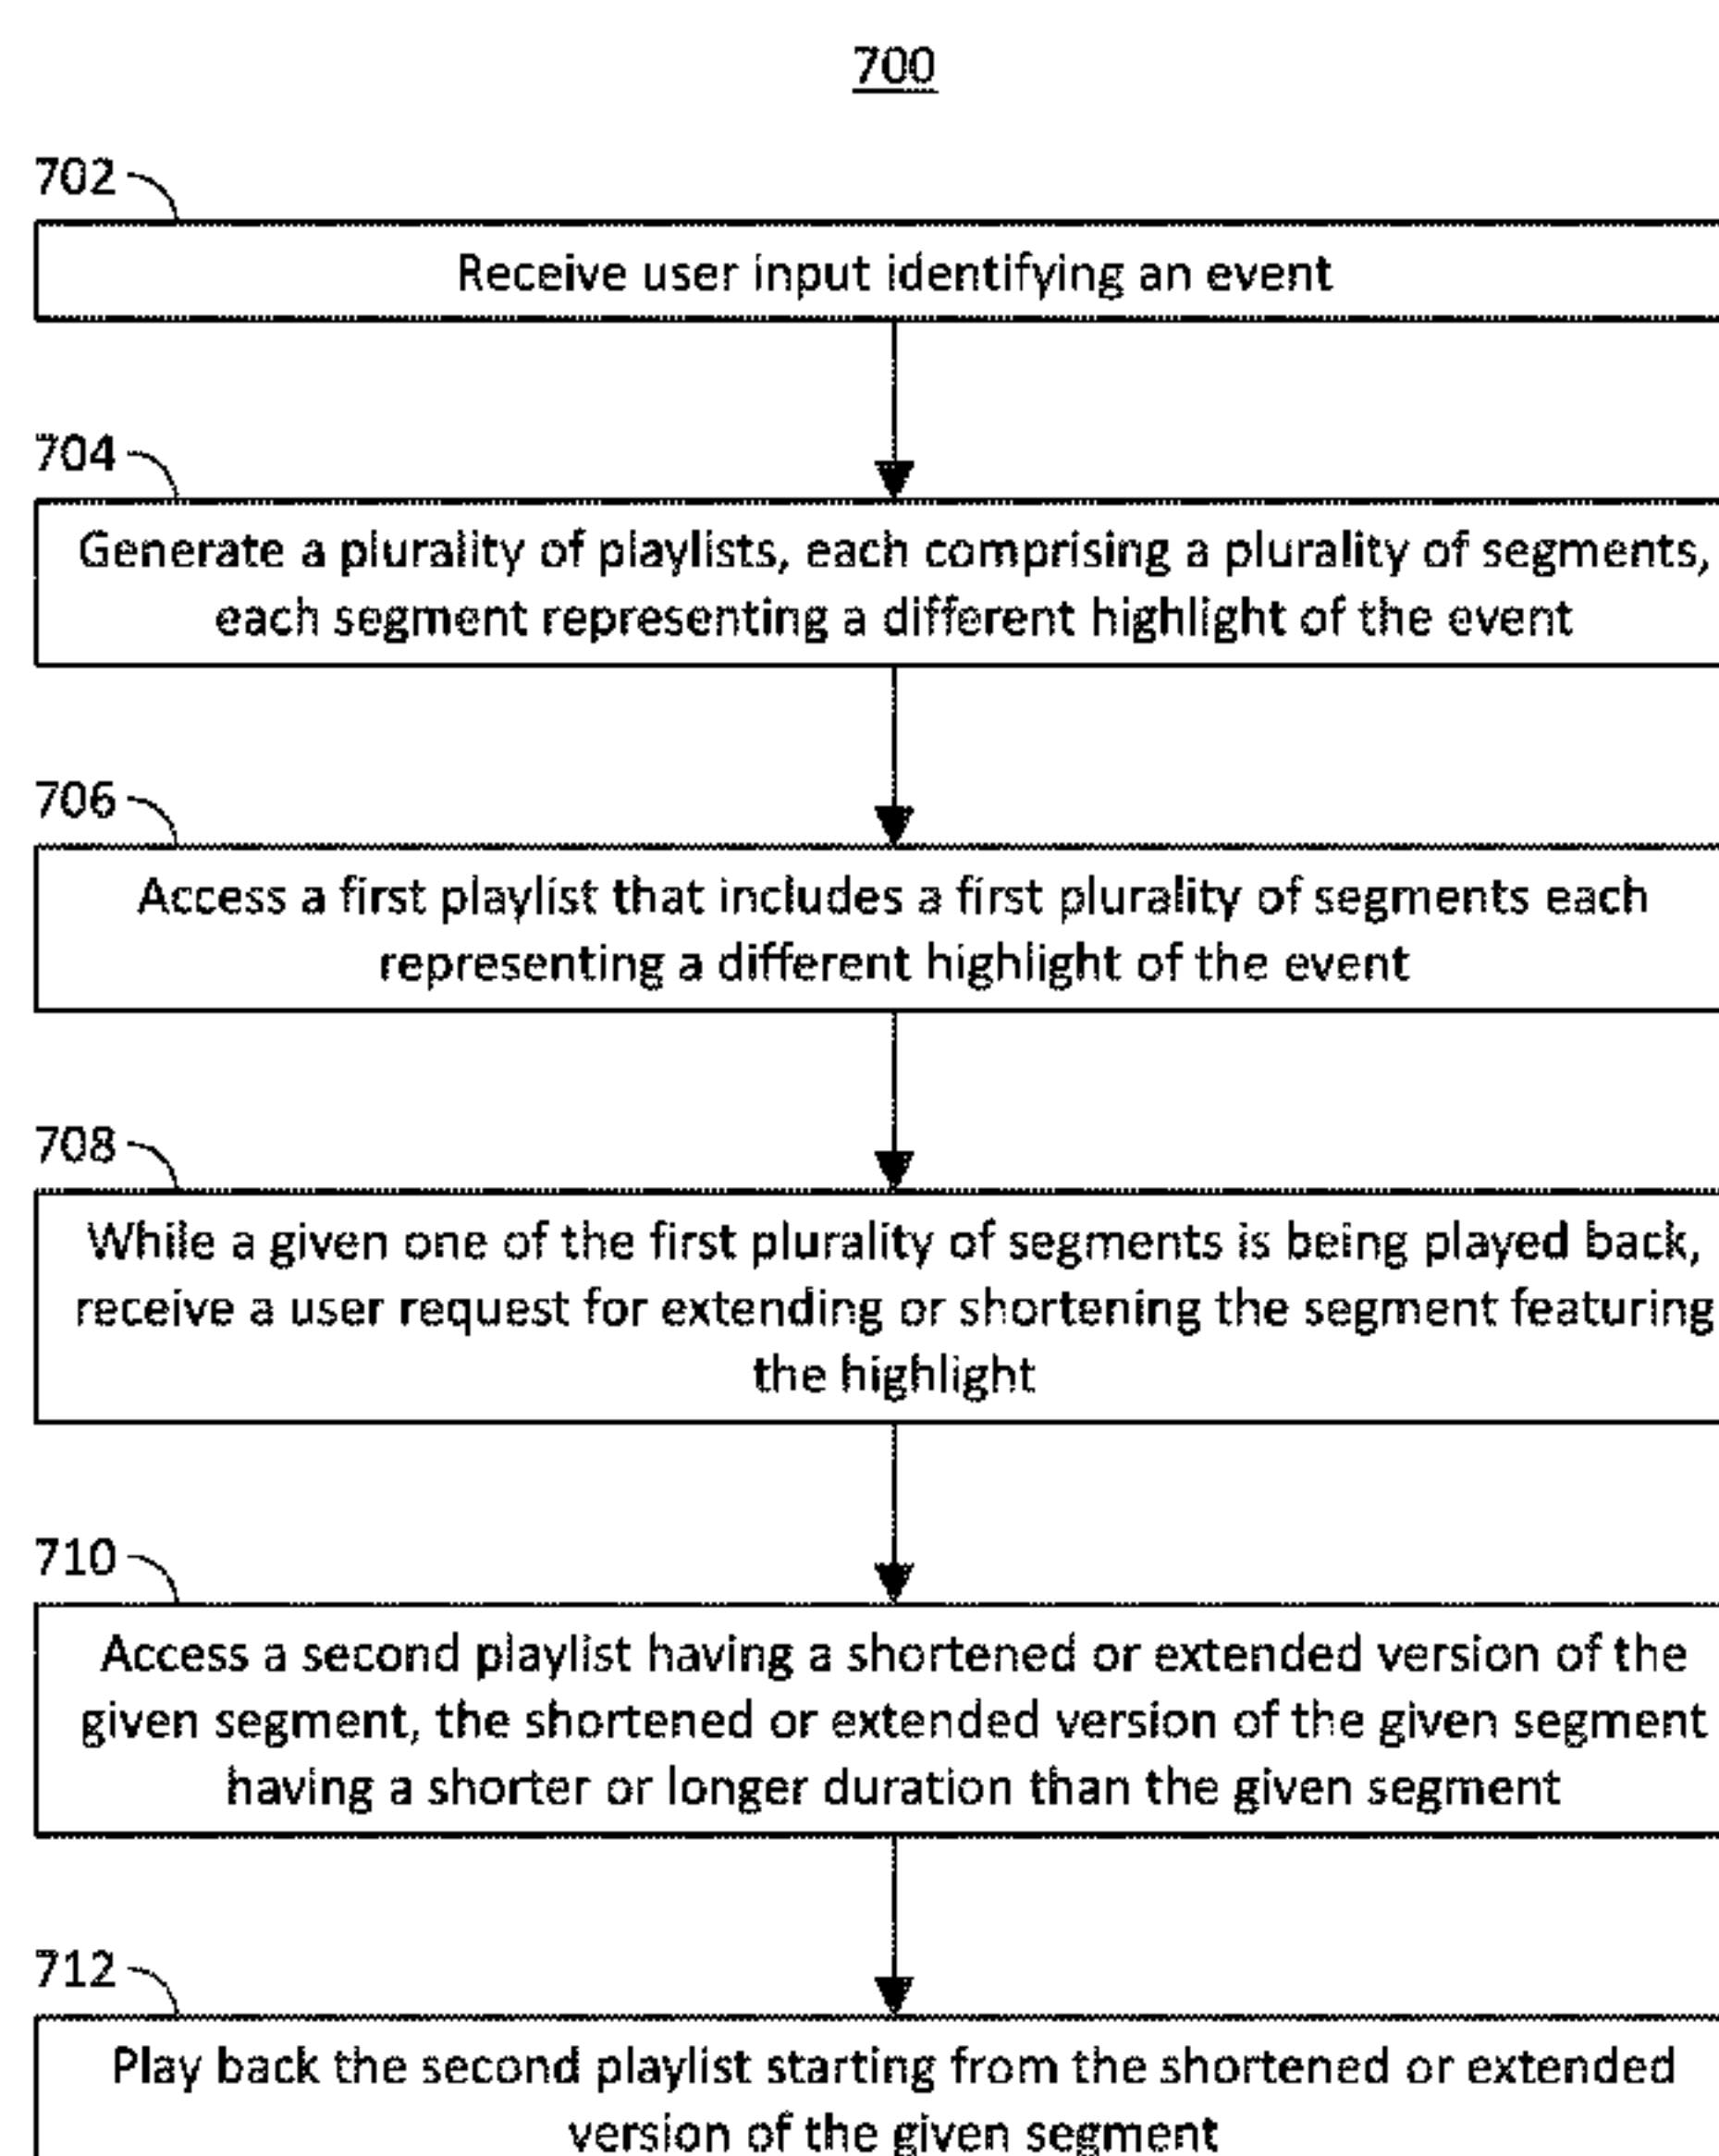 700
702
Receive user input identifying an event
704
Generate a plurality of playlists, each comprising a plurality of segments,
each segment representing a different highlight of the event
706
Access a first playlist that includes a first plurality of segments each
representing a different highlight of the event
708
While a given one of the first plurality of segments is being played back,
receive a user request for extending or shortening the segment featuring
the highlight
710
Access a second playlist having a shortened or extended version of the
given segment, the shortened or extended version of the given segment
having a shorter or longer duration than the given segment
712
Play back the second playlist starting from the shortened or extended
version of the given segment